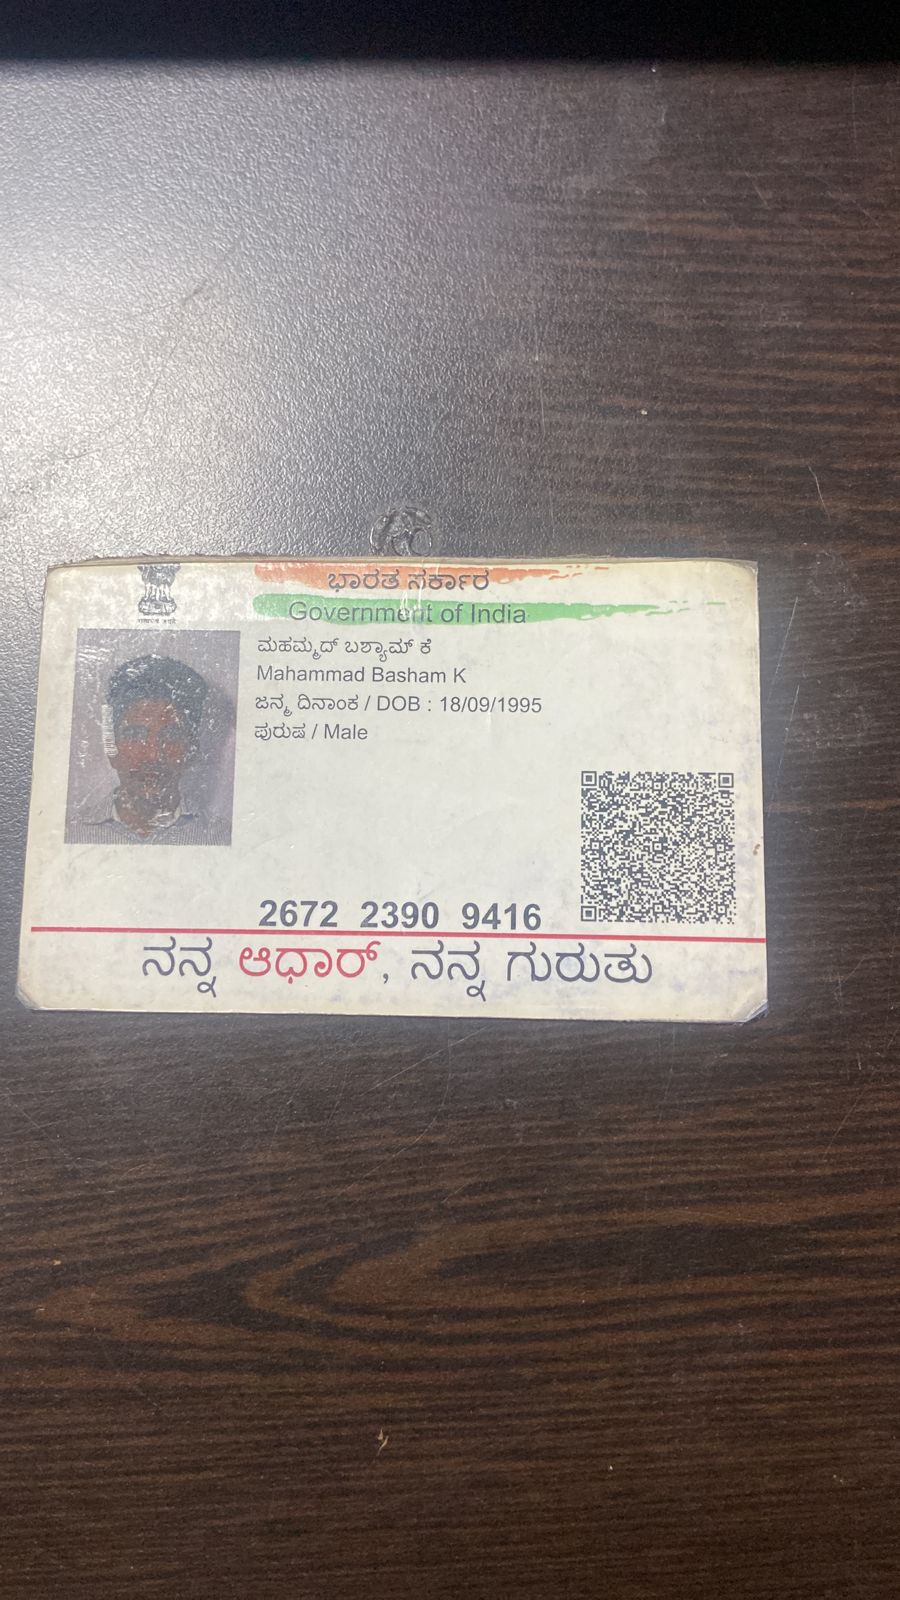 ಭಾರತ ಸರ್ಕಾರ
Government of India
ಮಹಮ್ಮದ್ ಬಶ್ಯಾಮ್ ಕೆ
Mahammad Basham K
ಜನ್ಮ ದಿನಾಂಕ / DOB : 18/09/1995
ಪುರುಷ / Male
2672 2390 9416
ನನ್ನ ಆಧಾರ್, ನನ್ನ ಗುರುತು